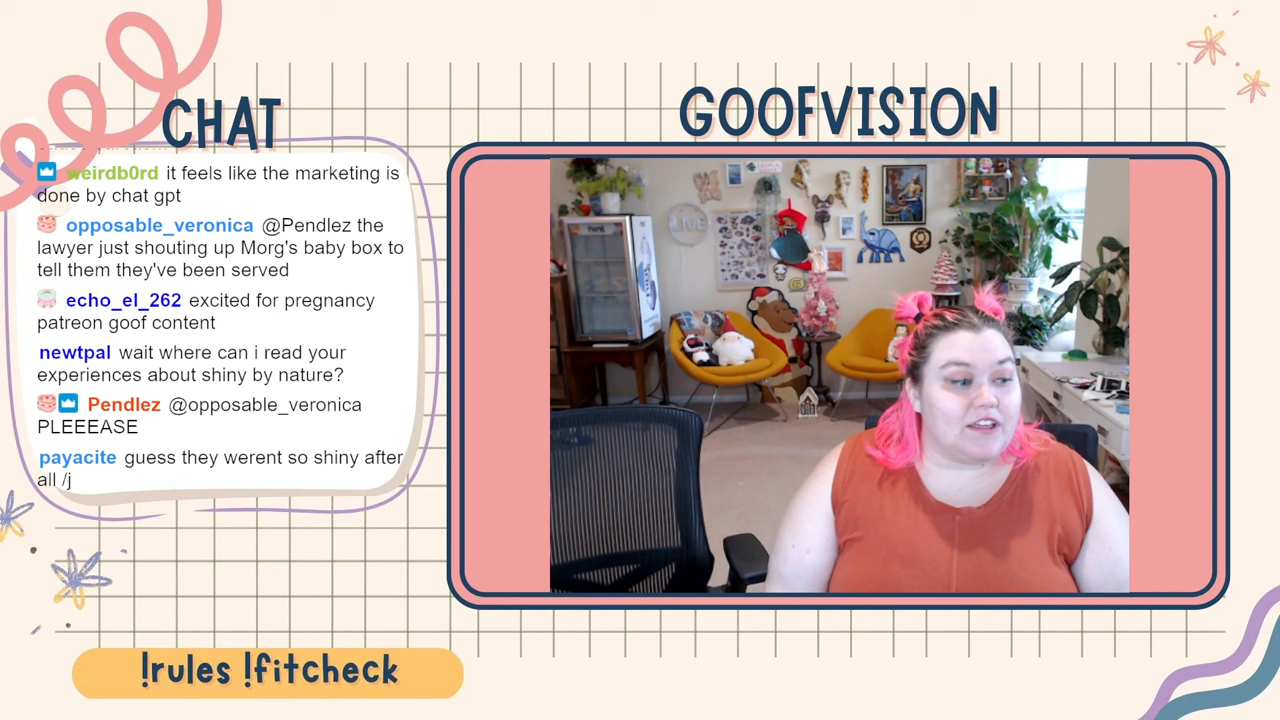 CHAT
GOOFVISION
weirdb0rd it feels like the marketing is
done by chat gpt
opposable_veronica @Pendlez the
lawyer just shouting up Morg's baby box to
tell them they've been served
echo_el_262 excited for pregnancy
patreon goof content
newtpal wait where can i read your
experiences about shiny by nature?
Pendlez @opposable_veronica
PLEEEASE
payacite guess they werent so shiny after
all /j
LIVE
!rules !fitcheck